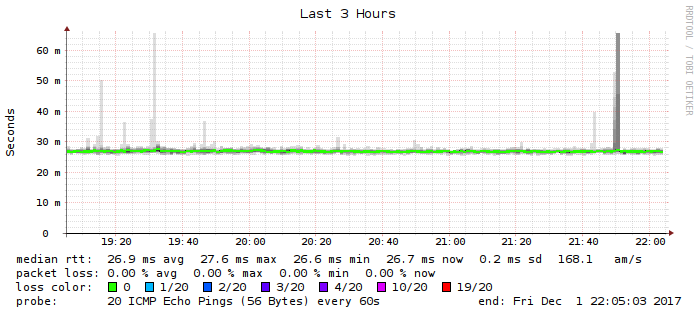 Last 3 Hours
RRDTOOL / TOBI OETIKER
Seconds
60 m
50 m
40 m
30 m
20 m
10 m
0
19:20 19:40 20:00 20:20 20:40 21:00 21:20 21:40 22:00
median rtt: 26.9 ms avg 27.6 ms max 26.6 ms min 26.7 ms now 0.2 ms sd 168.1 am/s
packet loss: 0.00 % avg 0.00 % max 0.00 % min 0.00 % now
loss color: 0 1/20 2/20 3/20 4/20 10/20 19/20
probe: 20 ICMP Echo Pings (56 Bytes) every 60s end: Fri Dec 1 22:05:03 2017